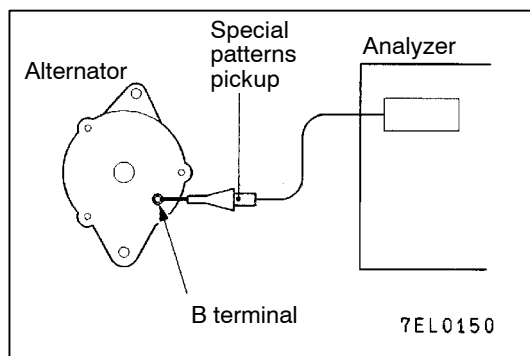 Special
patterns
pickup
Analyzer
Alternator
B terminal
7EL0150